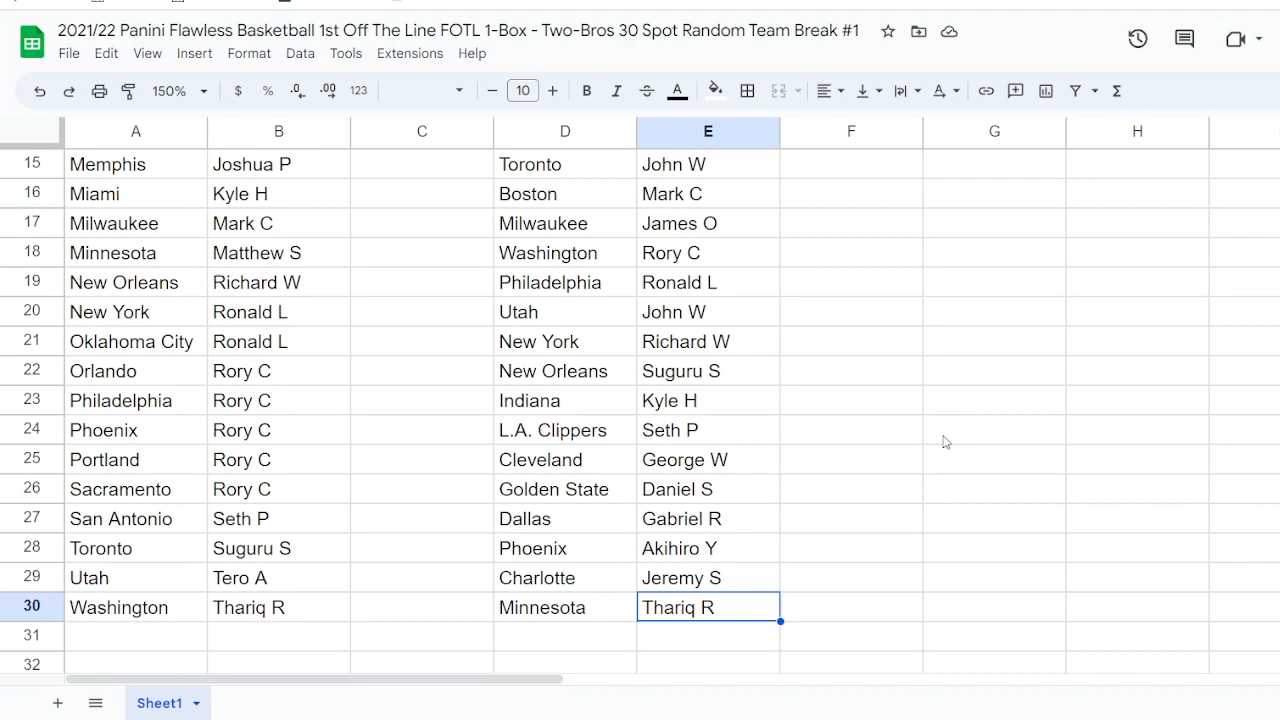 2021/22 Panini Flawless Basketball 1st Off The Line FOTL 1-Box - Two-Bros 30 Spot Random Team Break #1
File Edit View Insert Format Data Tools Extensions Help
150% $ % .0 .00 123 10 B I A
A B C D E F G H
15 Memphis Joshua P Toronto John W
16 Miami Kyle H Boston Mark C
17 Milwaukee Mark C Milwaukee James O
18 Minnesota Matthew S Washington Rory C
19 New Orleans Richard W Philadelphia Ronald L
20 New York Ronald L Utah John W
21 Oklahoma City Ronald L New York Richard W
22 Orlando Rory C New Orleans Suguru S
23 Philadelphia Rory C Indiana Kyle H
24 Phoenix Rory C L.A. Clippers Seth P
25 Portland Rory C Cleveland George W
26 Sacramento Rory C Golden State Daniel S
27 San Antonio Seth P Dallas Gabriel R
28 Toronto Suguru S Phoenix Akihiro Y
29 Utah Tero A Charlotte Jeremy S
30 Washington Thariq R Minnesota Thariq R
31
32
Sheet1